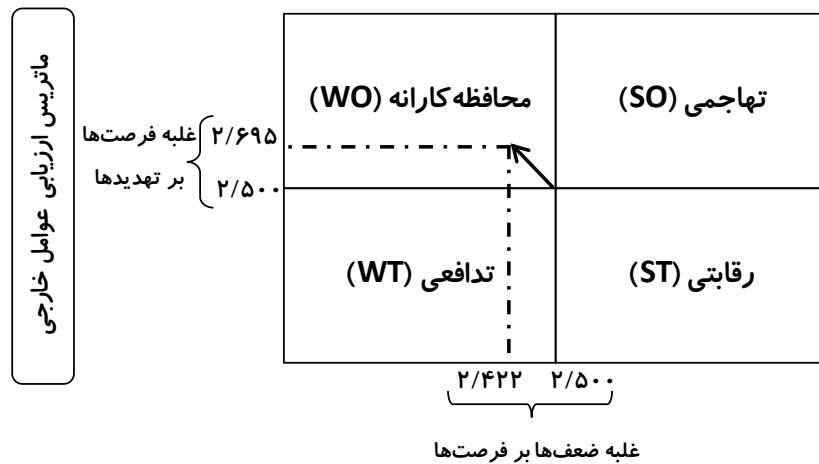 ماتریس ارزیابی عوامل خارجی
تهاجمی (SO)
محافظه‌کارانه (WO)
۲/۶۹۵
غلبه فرصت‌ها
بر تهدیدها
۲/۵۰۰
رقابتی (ST)
تدافعی (WT)
۲/۵۰۰
۲/۴۲۲
غلبه ضعف‌ها بر فرصت‌ها